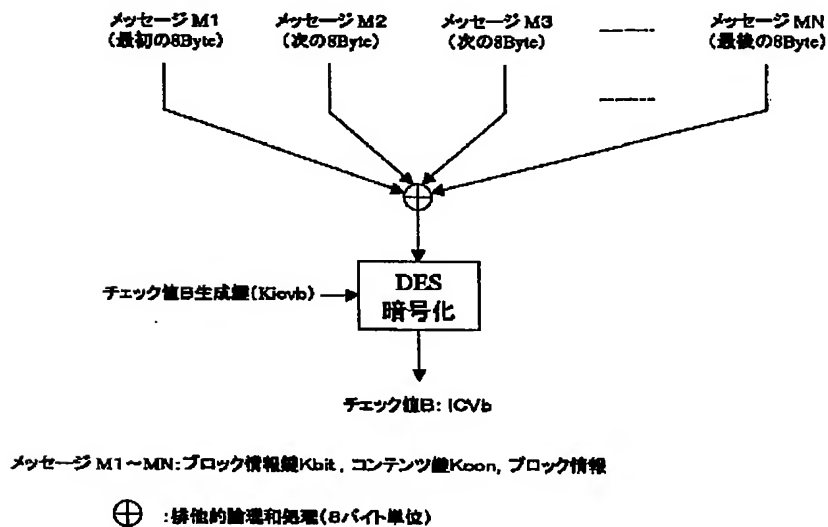 メッセージ M1 メッセージ M2 メッセージ M3 メッセージ MN
(最初の8Byte) (次の8Byte) (次の8Byte) (最後の8Byte)
DES
チェック値B生成鍵(Kicvb)
暗号化
チェック値B: ICVb
メッセージ M1~MN:ブロック情報鍵Kbit, コンテンツ鍵Kcon, ブロック情報
:排他的論理和処理(8バイト単位)